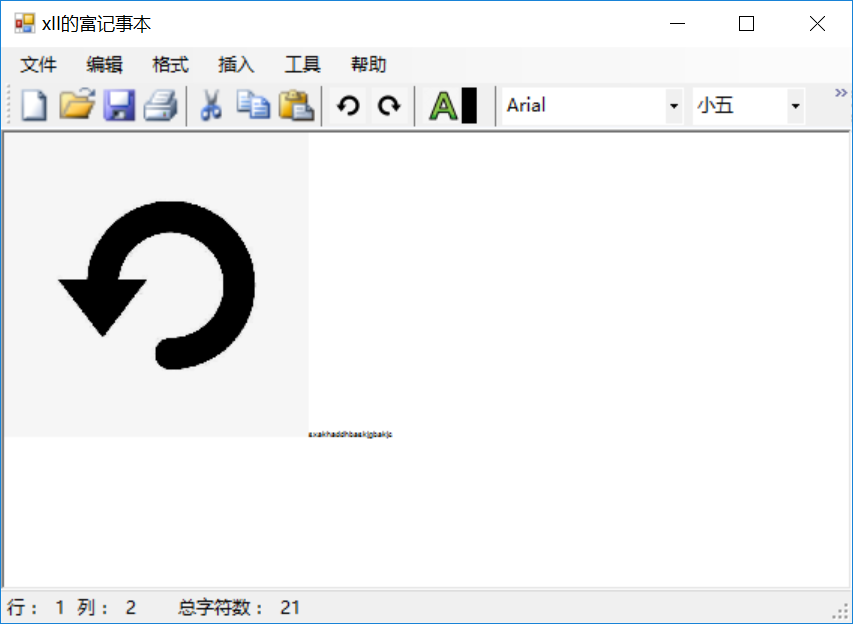 xll的富记事本
文件 编辑 格式 插入 工具 帮助
A Arial 小五 »
行： 1 列： 2 总字符数： 21